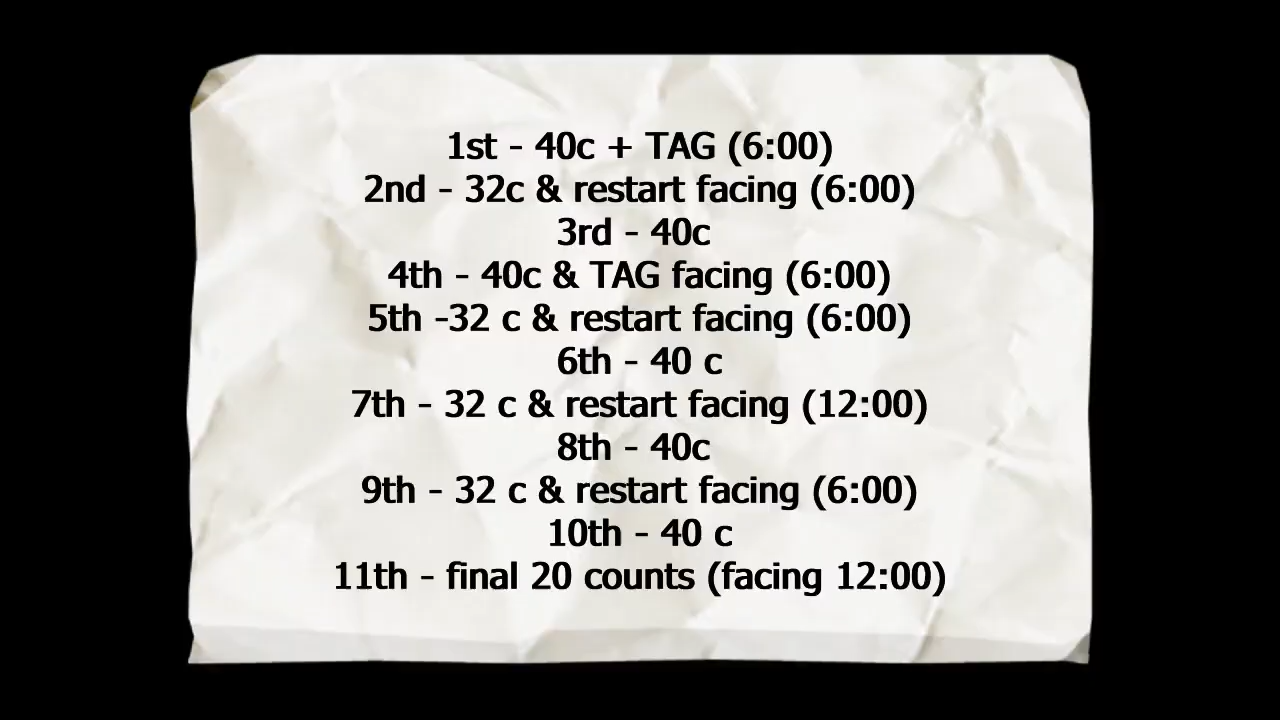 1st - 40c + TAG (6:00)
2nd - 32c & restart facing (6:00)
3rd - 40c
4th - 40c & TAG facing (6:00)
5th -32 c & restart facing (6:00)
6th - 40 c
7th - 32 c & restart facing (12:00)
8th - 40c
9th - 32 c & restart facing (6:00)
10th - 40 c
11th - final 20 counts (facing 12:00)